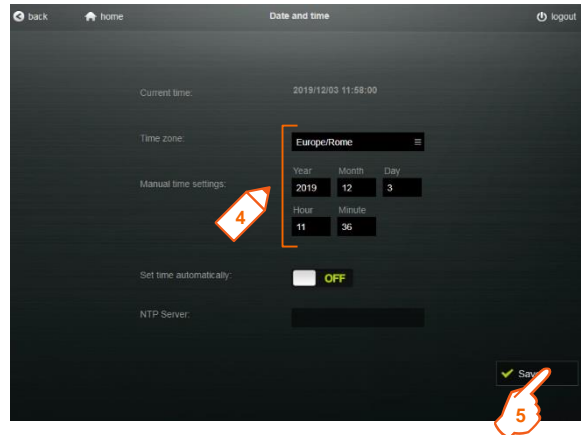 back home Date and time logout
Current time: 2019/12/03 11:58:00
Time zone: Europe/Rome
Year Month Day
Manual time settings: 2019 12 3
4
Hour Minute
11 36
Set time automatically: OFF
NTP Server:
Save
5